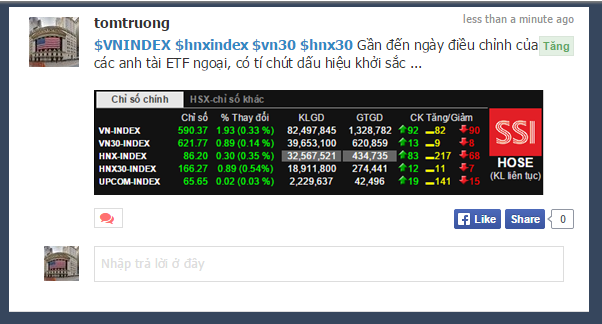 tomtruong
less than a minute ago
$VNINDEX $hnxindex $vn30 $hnx30 Gần đến ngày điều chỉnh của
Tăng
các anh tài ETF ngoại, có tí chút dấu hiệu khởi sắc ...
Chỉ số chính HSX-chỉ số khác
Chỉ số % Thay đổi KLGD GTGD CK Tăng/Giảm
VN-INDEX 590.37 1.93 (0.33 %) 82,497,845 1,328,782 92 82 90
VN30-INDEX 621.77 0.89 (0.14 %) 39,653,100 620,859 13 9 8
HNX-INDEX 86.20 0.30 (0.35 %) 32,567,521 434,735 83 217 68
HNX30-INDEX 166.27 0.89 (0.54%) 18,911,800 274,441 12 11 7
UPCOM-INDEX 65.65 0.02 (0.03 %) 2,229,637 42,496 19 141 15
SSI
HOSE
(KL liên tục)
Like Share 0
Nhập trả lời ở đây